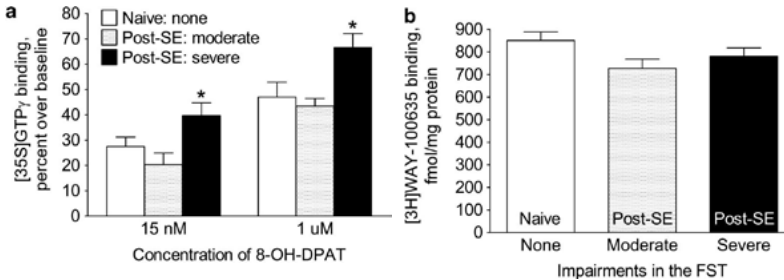 a
Naive: none
Post-SE: moderate
Post-SE: severe
[35S]GTPγ binding,
percent over baseline
80
70
60
50
40
30
20
10
0
*
*
15 nM
1 uM
Concentration of 8-OH-DPAT
b
[3H]WAY-100635 binding,
fmol/mg protein
900
800
700
600
500
400
300
200
100
0
Naive
Post-SE
Post-SE
None
Moderate
Severe
Impairments in the FST